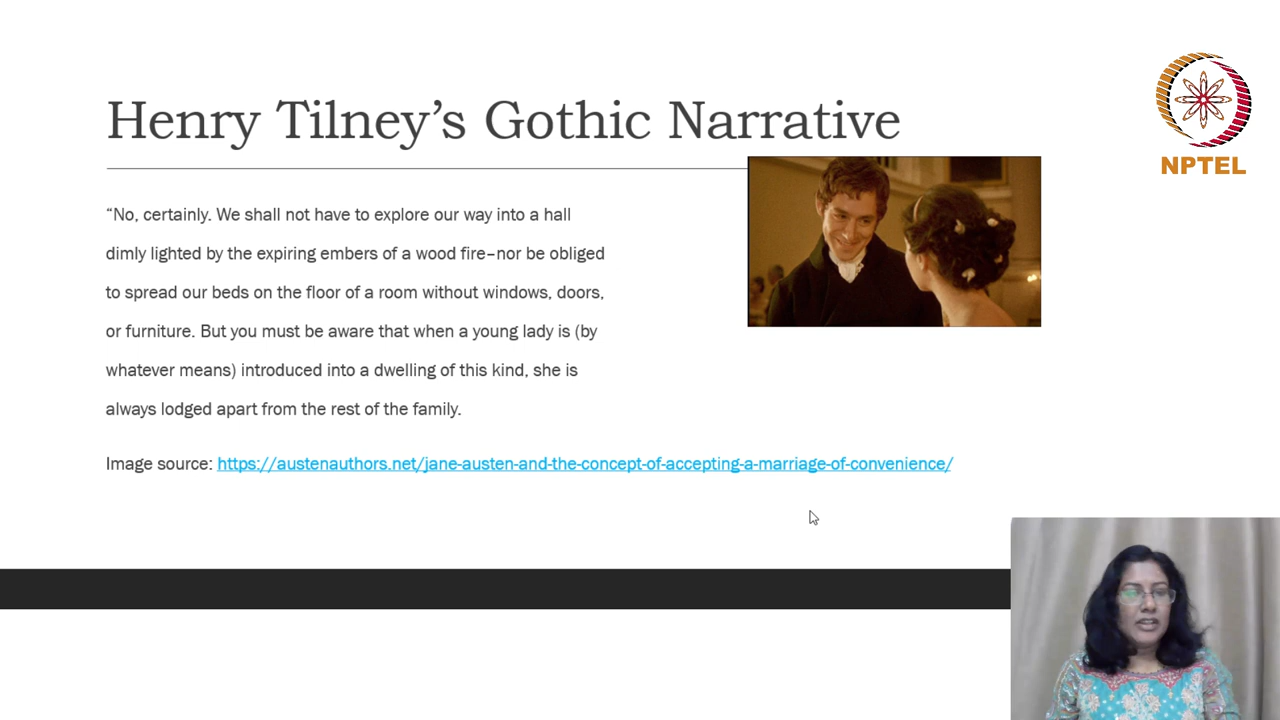 Henry Tilney’s Gothic Narrative
NPTEL
“No, certainly. We shall not have to explore our way into a hall
dimly lighted by the expiring embers of a wood fire–nor be obliged
to spread our beds on the floor of a room without windows, doors,
or furniture. But you must be aware that when a young lady is (by
whatever means) introduced into a dwelling of this kind, she is
always lodged apart from the rest of the family.
Image source: https://austenauthors.net/jane-austen-and-the-concept-of-accepting-a-marriage-of-convenience/